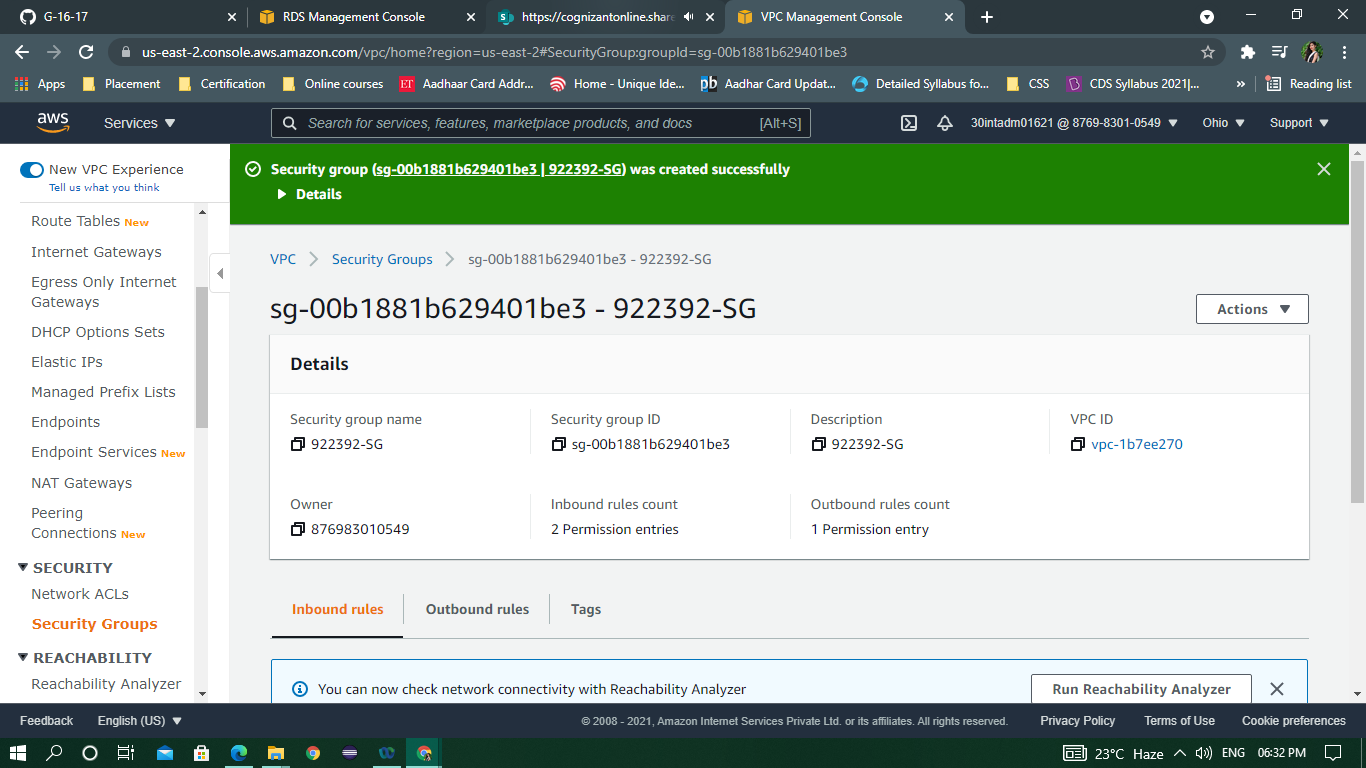 G-16-17
RDS Management Console
https://cognizantonline.share
VPC Management Console
us-east-2.console.aws.amazon.com/vpc/home?region=us-east-2#SecurityGroup:groupId=sg-00b1881b629401be3
Apps
Placement
Certification
Online courses
ET
Aadhaar Card Addr...
Home - Unique Ide...
pb
Aadhar Card Updat...
Detailed Syllabus fo...
CSS
CDS Syllabus 2021|...
»
Reading list
aws
Services
Search for services, features, marketplace products, and docs
[Alt+S]
30intadm01621 @ 8769-8301-0549
Ohio
Support
New VPC Experience
Tell us what you think
Route Tables New
Internet Gateways
Egress Only Internet
Gateways
DHCP Options Sets
Elastic IPs
Managed Prefix Lists
Endpoints
Endpoint Services New
NAT Gateways
Peering
Connections New
SECURITY
Network ACLs
Security Groups
REACHABILITY
Reachability Analyzer
Security group (sg-00b1881b629401be3 | 922392-SG) was created successfully
Details
VPC
Security Groups
sg-00b1881b629401be3 - 922392-SG
sg-00b1881b629401be3 - 922392-SG
Actions
Details
Security group name
922392-SG
Security group ID
sg-00b1881b629401be3
Description
922392-SG
VPC ID
vpc-1b7ee270
Owner
876983010549
Inbound rules count
2 Permission entries
Outbound rules count
1 Permission entry
Inbound rules
Outbound rules
Tags
You can now check network connectivity with Reachability Analyzer
Run Reachability Analyzer
Feedback
English (US)
© 2008 - 2021, Amazon Internet Services Private Ltd. or its affiliates. All rights reserved.
Privacy Policy
Terms of Use
Cookie preferences
23°C Haze
ENG
06:32 PM